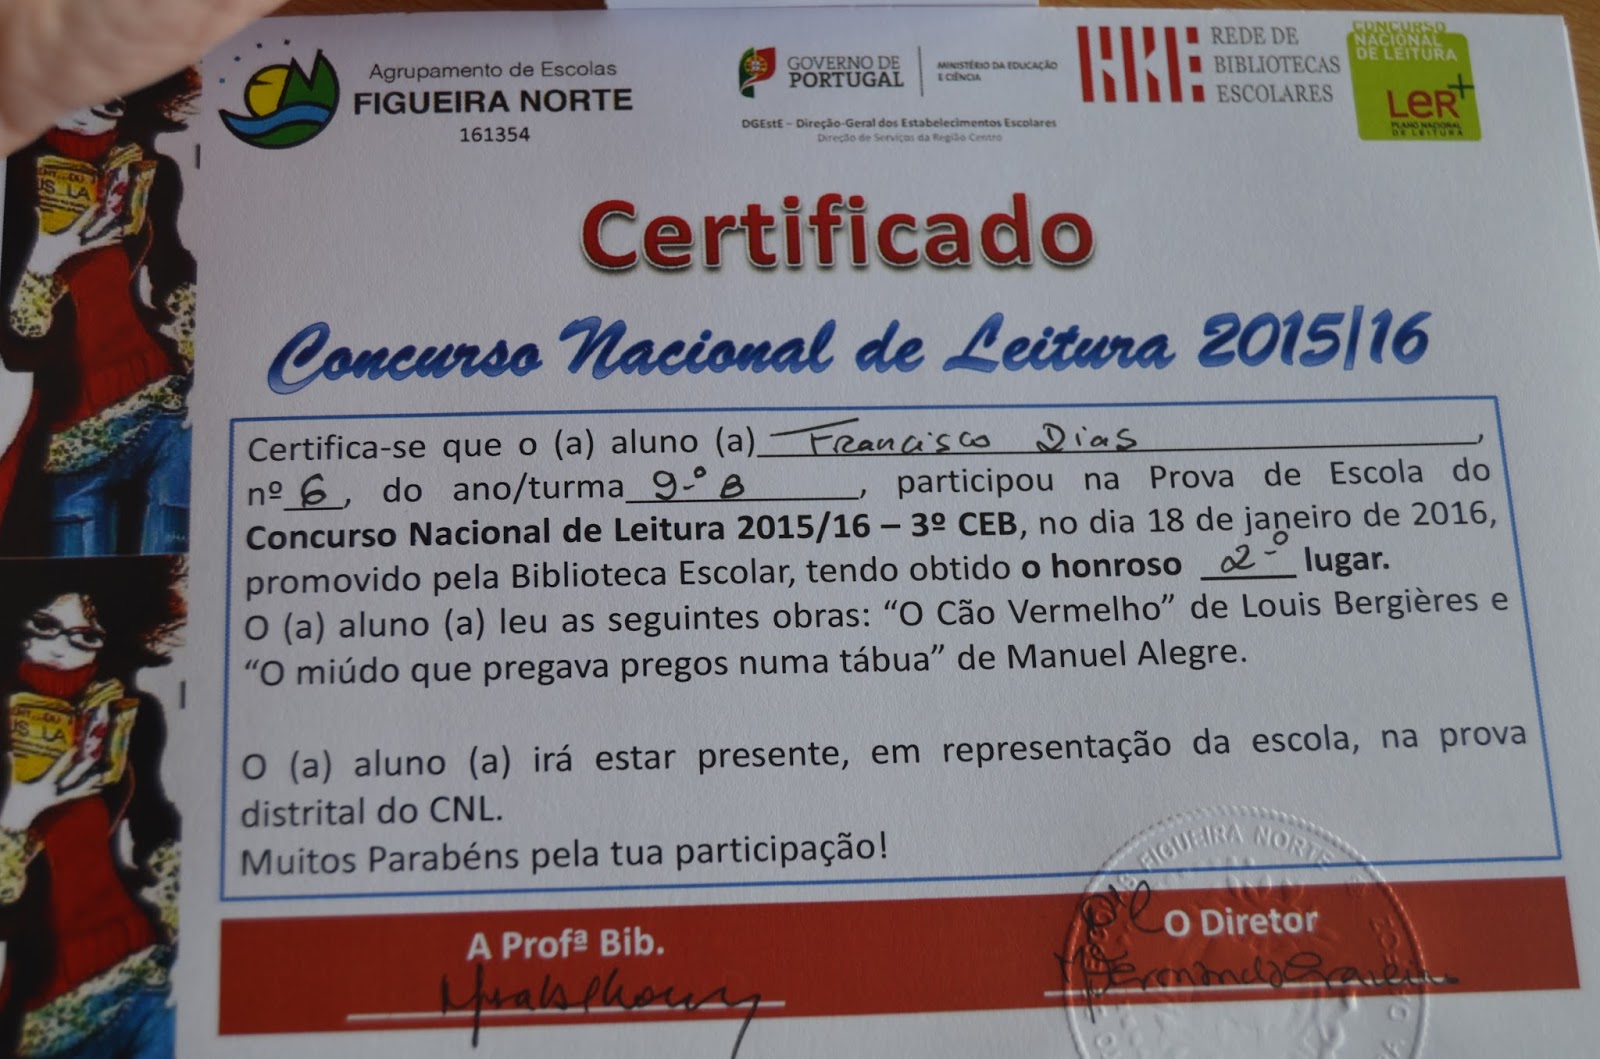 Agrupamento de Escolas
FIGUEIRA NORTE
161354
GOVERNO DE
PORTUGAL
MINISTÉRIO DA EDUCAÇÃO
E CIÊNCIA
DGEstE – Direção-Geral dos Estabelecimentos Escolares
Direção de Serviços da Região Centro
REDE DE
BIBLIOTECAS
ESCOLARES
CONCURSO
NACIONAL
DE LEITURA
LeR+
PLANO NACIONAL
DE LEITURA
Certificado
Concurso Nacional de Leitura 2015/16
Certifica-se que o (a) aluno (a) Francisco Dias,
nº 6, do ano/turma 9.º B, participou na Prova de Escola do
Concurso Nacional de Leitura 2015/16 – 3º CEB, no dia 18 de janeiro de 2016,
promovido pela Biblioteca Escolar, tendo obtido o honroso 2.º lugar.
O (a) aluno (a) leu as seguintes obras: “O Cão Vermelho” de Louis Bergières e
“O miúdo que pregava pregos numa tábua” de Manuel Alegre.
O (a) aluno (a) irá estar presente, em representação da escola, na prova
distrital do CNL.
Muitos Parabéns pela tua participação!
A Profª Bib.
O Diretor
FIGUEIRA NORTE